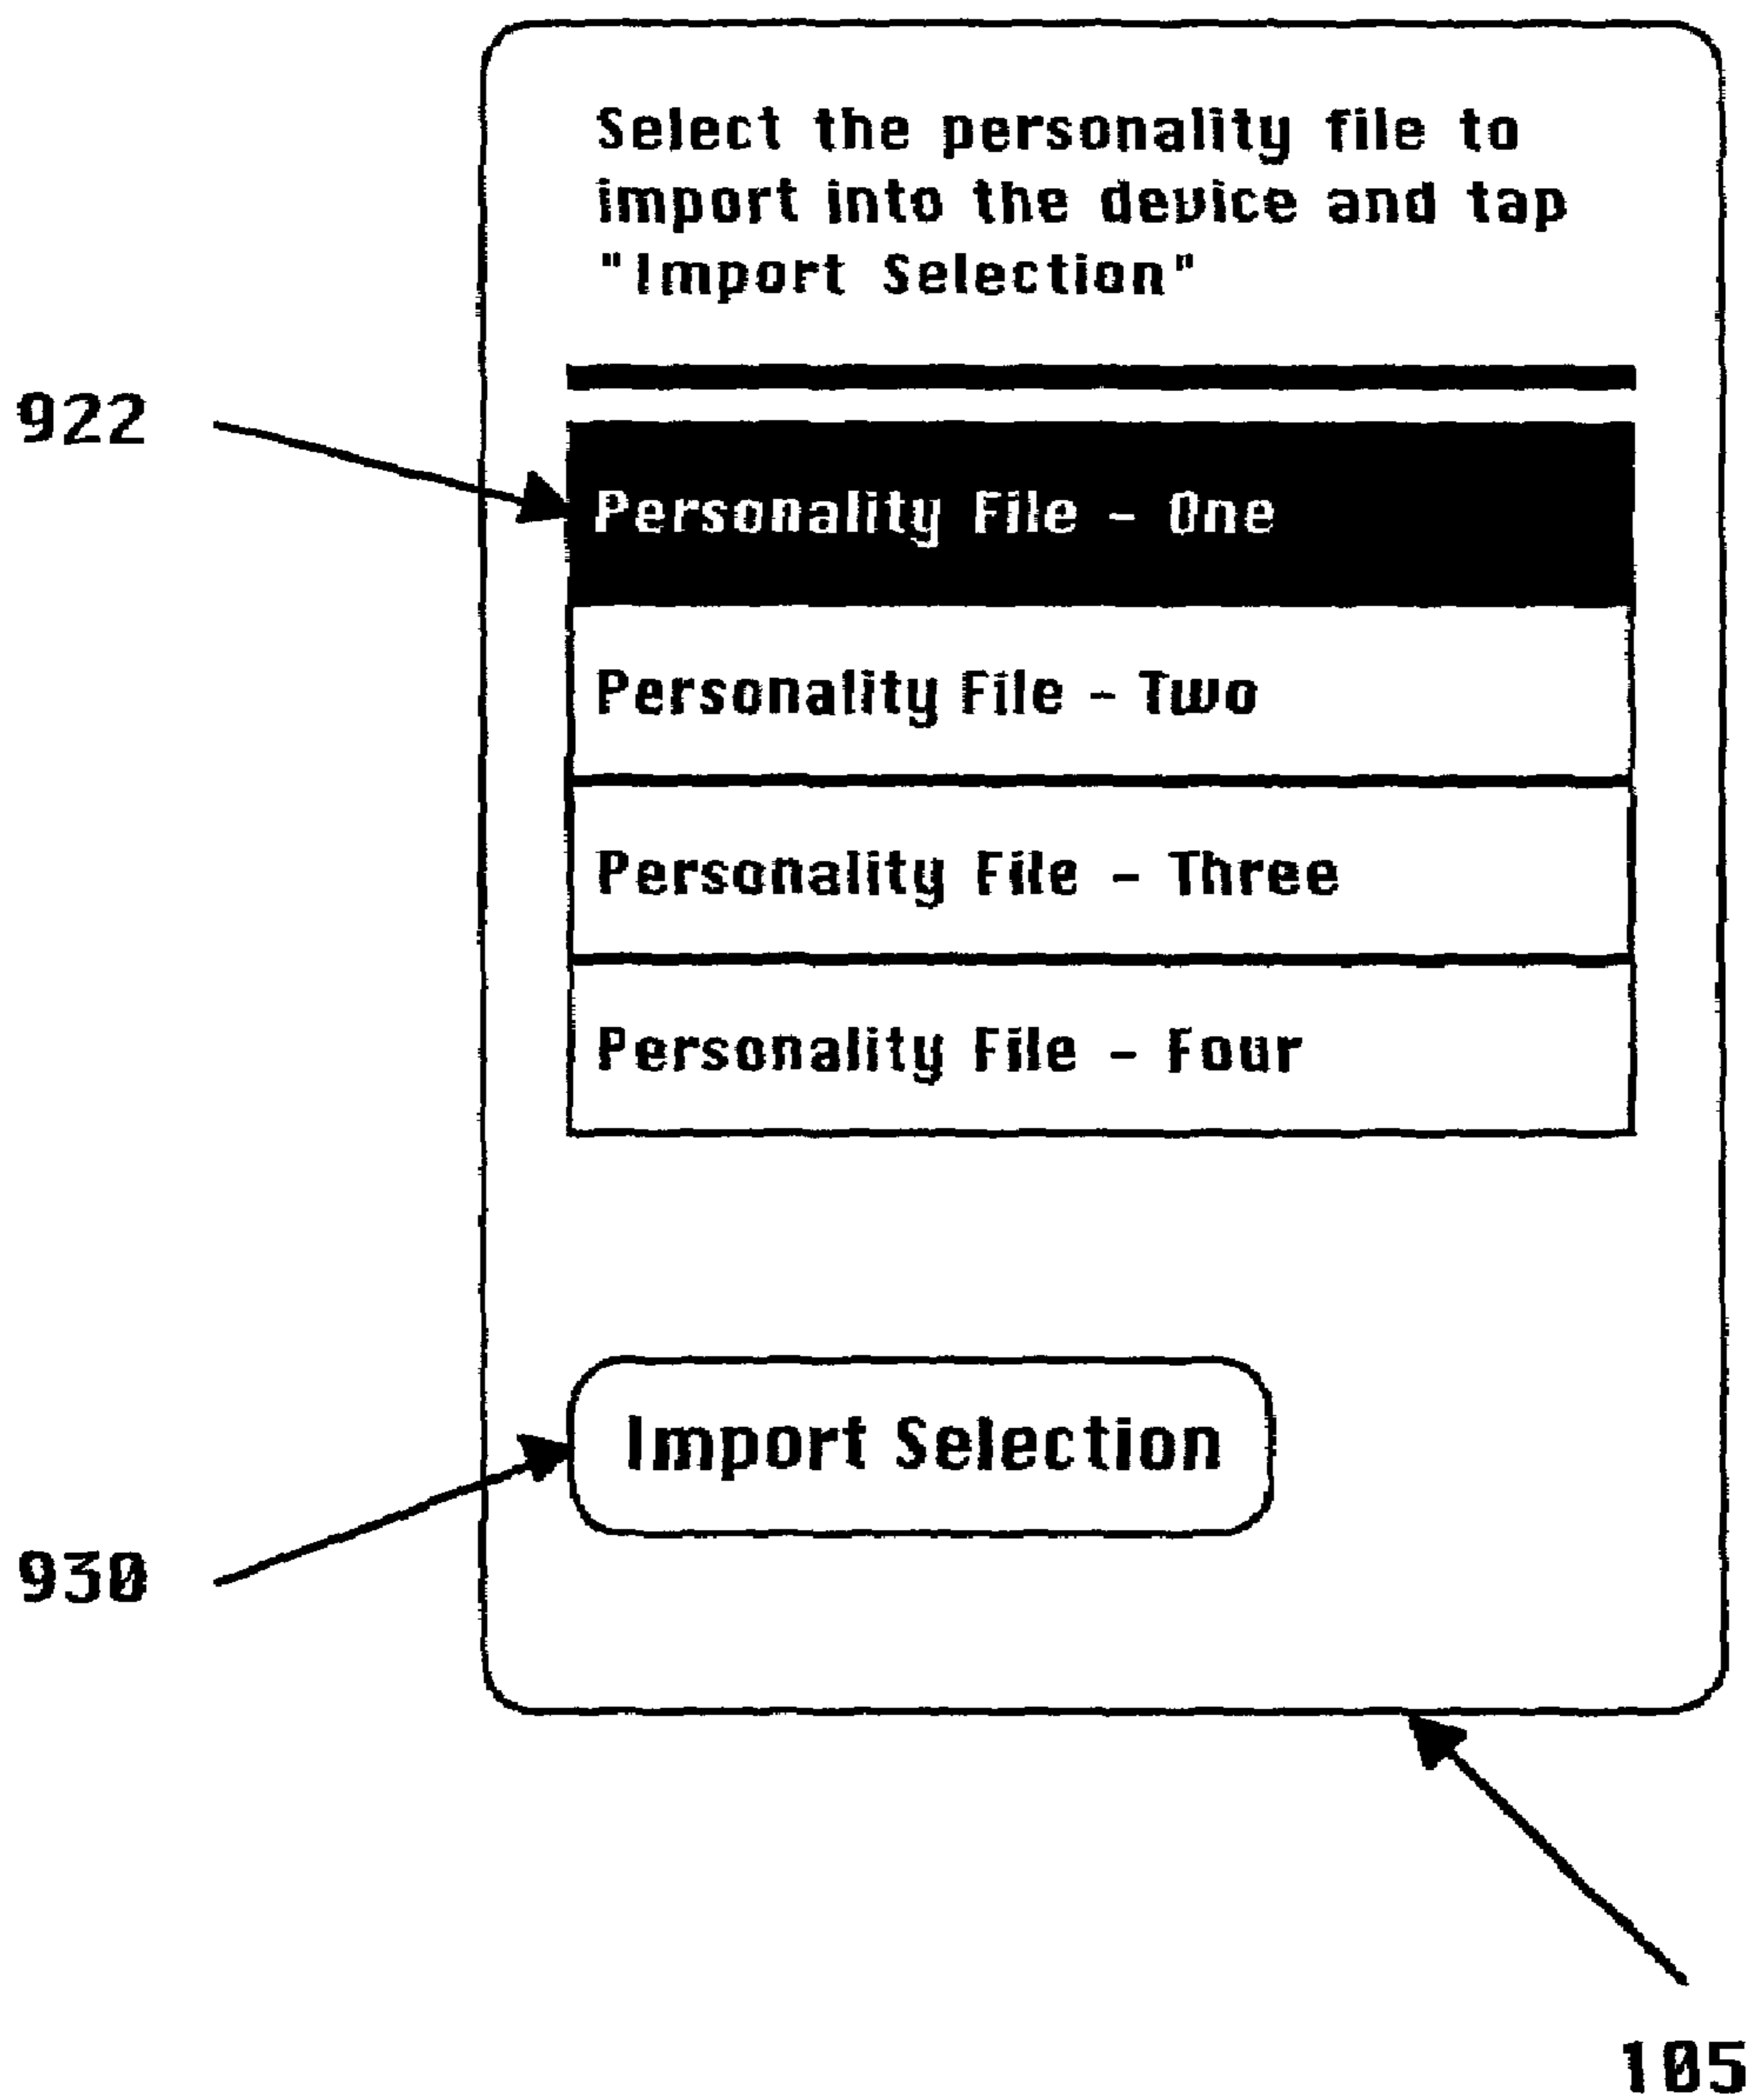 Select the personality file to
import into the device and tap
"Import Selection"
922
Personality File - One
Personality File - Two
Personality File - Three
Personality File - Four
Import Selection
930
105